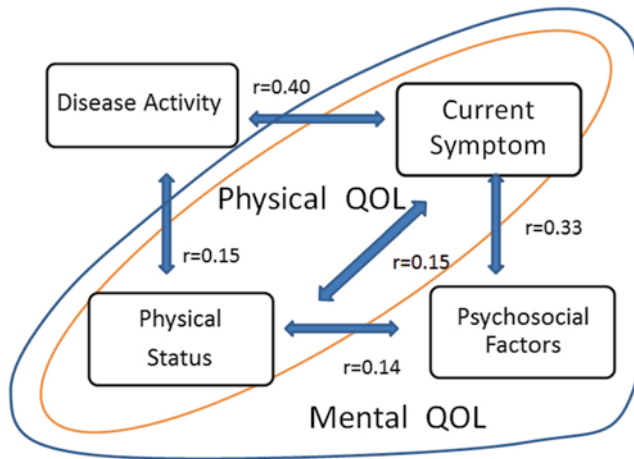 Disease Activity
r=0.40
Current
Symptom
Physical QOL
r=0.15
r=0.15
r=0.33
Physical
Status
r=0.14
Psychosocial
Factors
Mental QOL